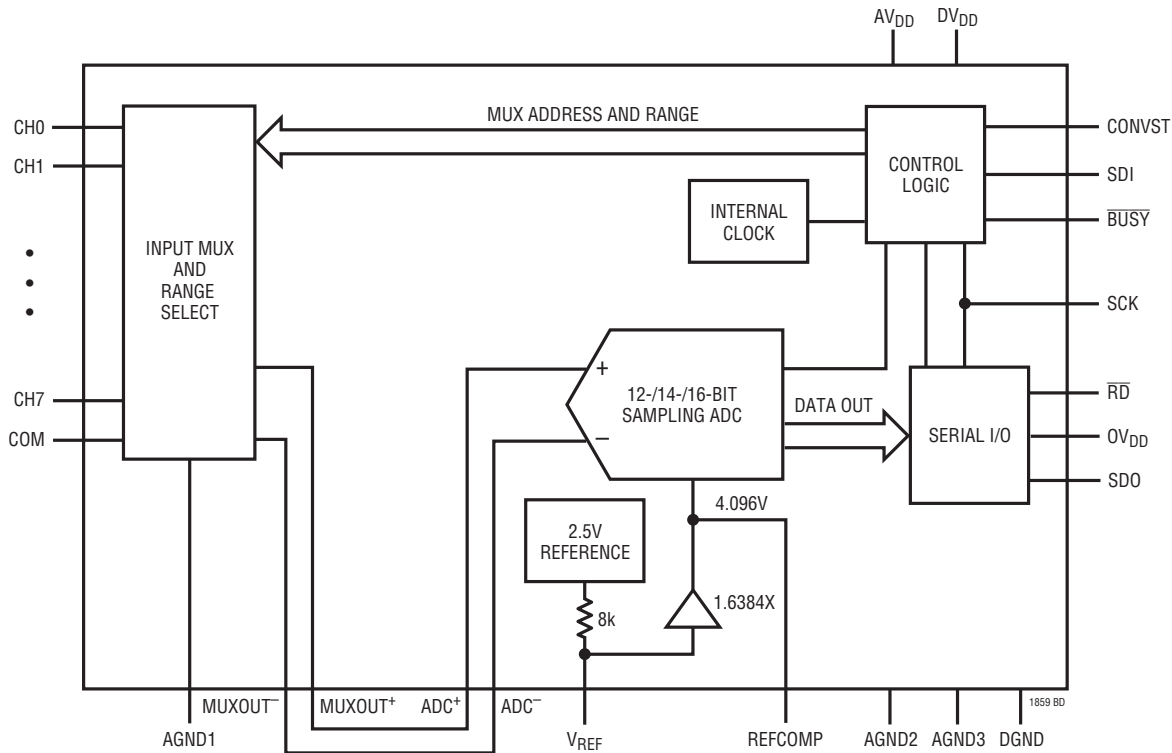 AVDD DVDD
MUX ADDRESS AND RANGE
CH0
CH1
CH7
COM
INPUT MUX
AND
RANGE
SELECT
CONTROL
LOGIC
INTERNAL
CLOCK
CONVST
SDI
B̅U̅S̅Y̅
SCK
R̅D̅
OVDD
SDO
+
12-/14-/16-BIT
SAMPLING ADC
–
DATA OUT
SERIAL I/O
4.096V
2.5V
REFERENCE
8k
1.6384X
MUXOUT– MUXOUT+ ADC+ ADC–
1859 BD
AGND1 VREF REFCOMP AGND2 AGND3 DGND